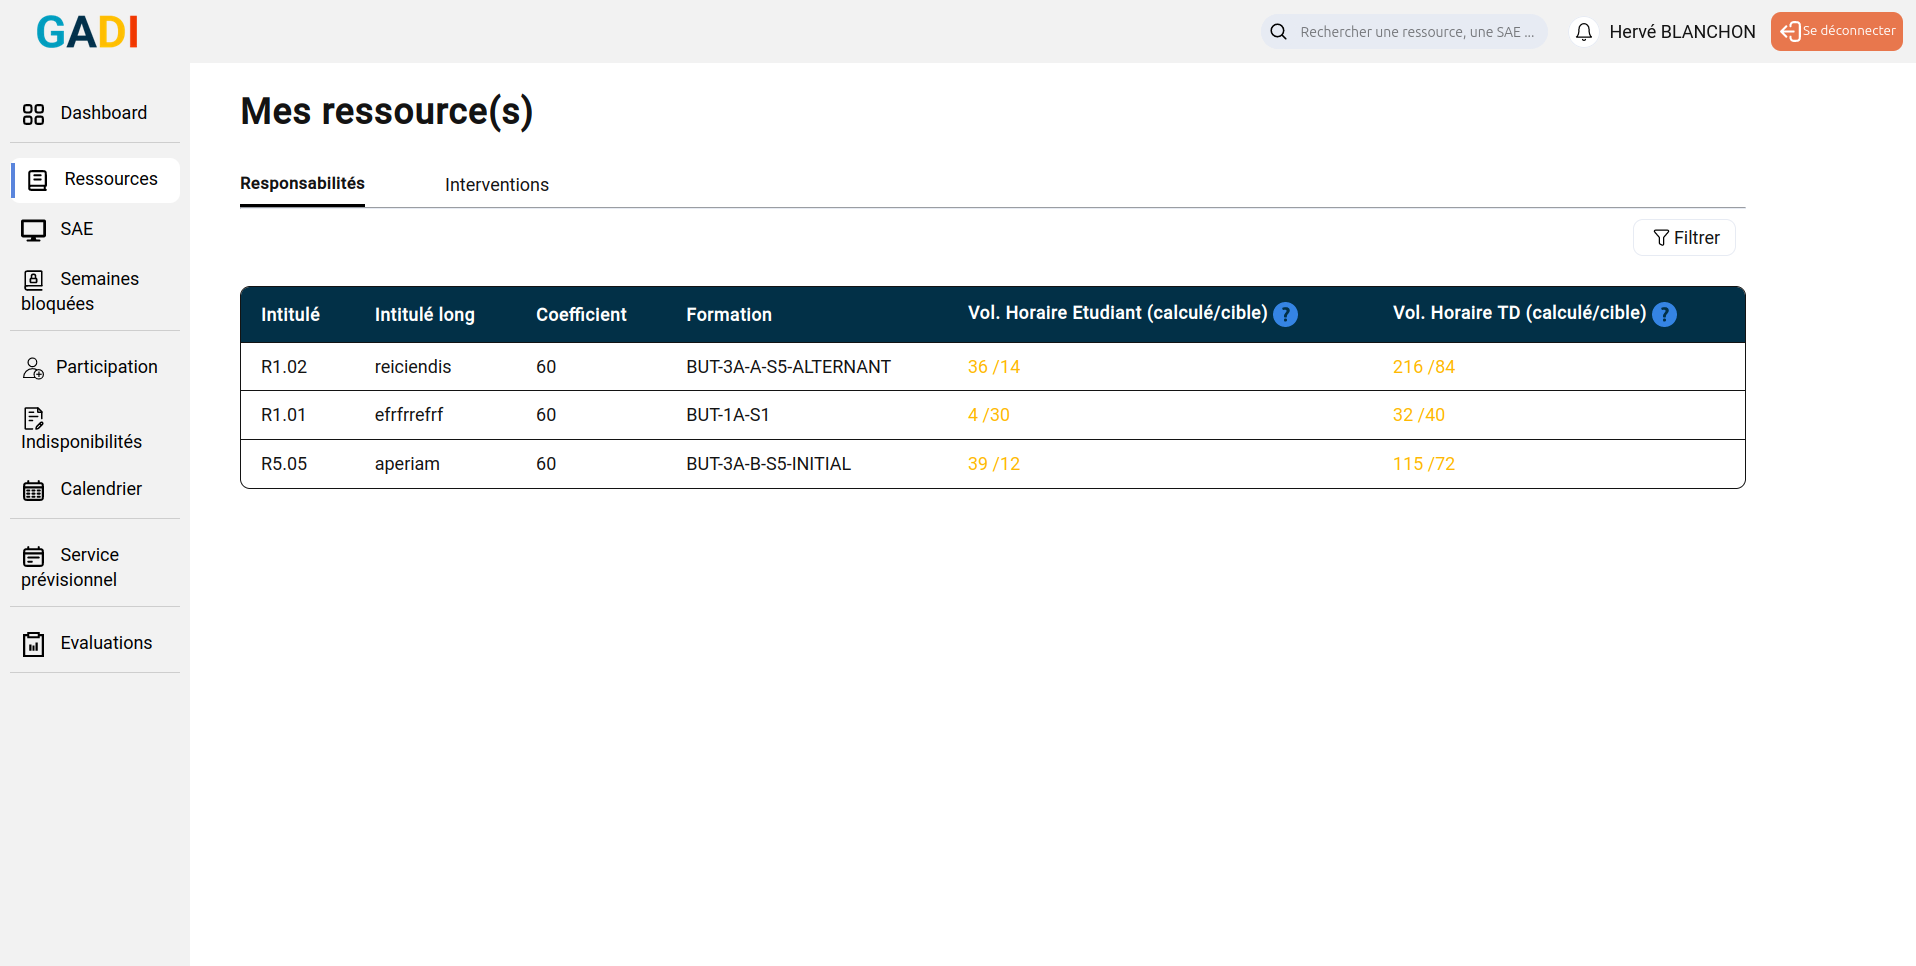 GADI
Rechercher une ressource, une SAE ...
Hervé BLANCHON
Se déconnecter
Dashboard
Ressources
SAE
Semaines
bloquées
Participation
Indisponibilités
Calendrier
Service
prévisionnel
Evaluations
Mes ressource(s)
Responsabilités Interventions
Filtrer
Intitulé Intitulé long Coefficient Formation Vol. Horaire Etudiant (calculé/cible) ? Vol. Horaire TD (calculé/cible) ?
R1.02 reiciendis 60 BUT-3A-A-S5-ALTERNANT 36 /14 216 /84
R1.01 efrfrrefrf 60 BUT-1A-S1 4 /30 32 /40
R5.05 aperiam 60 BUT-3A-B-S5-INITIAL 39 /12 115 /72